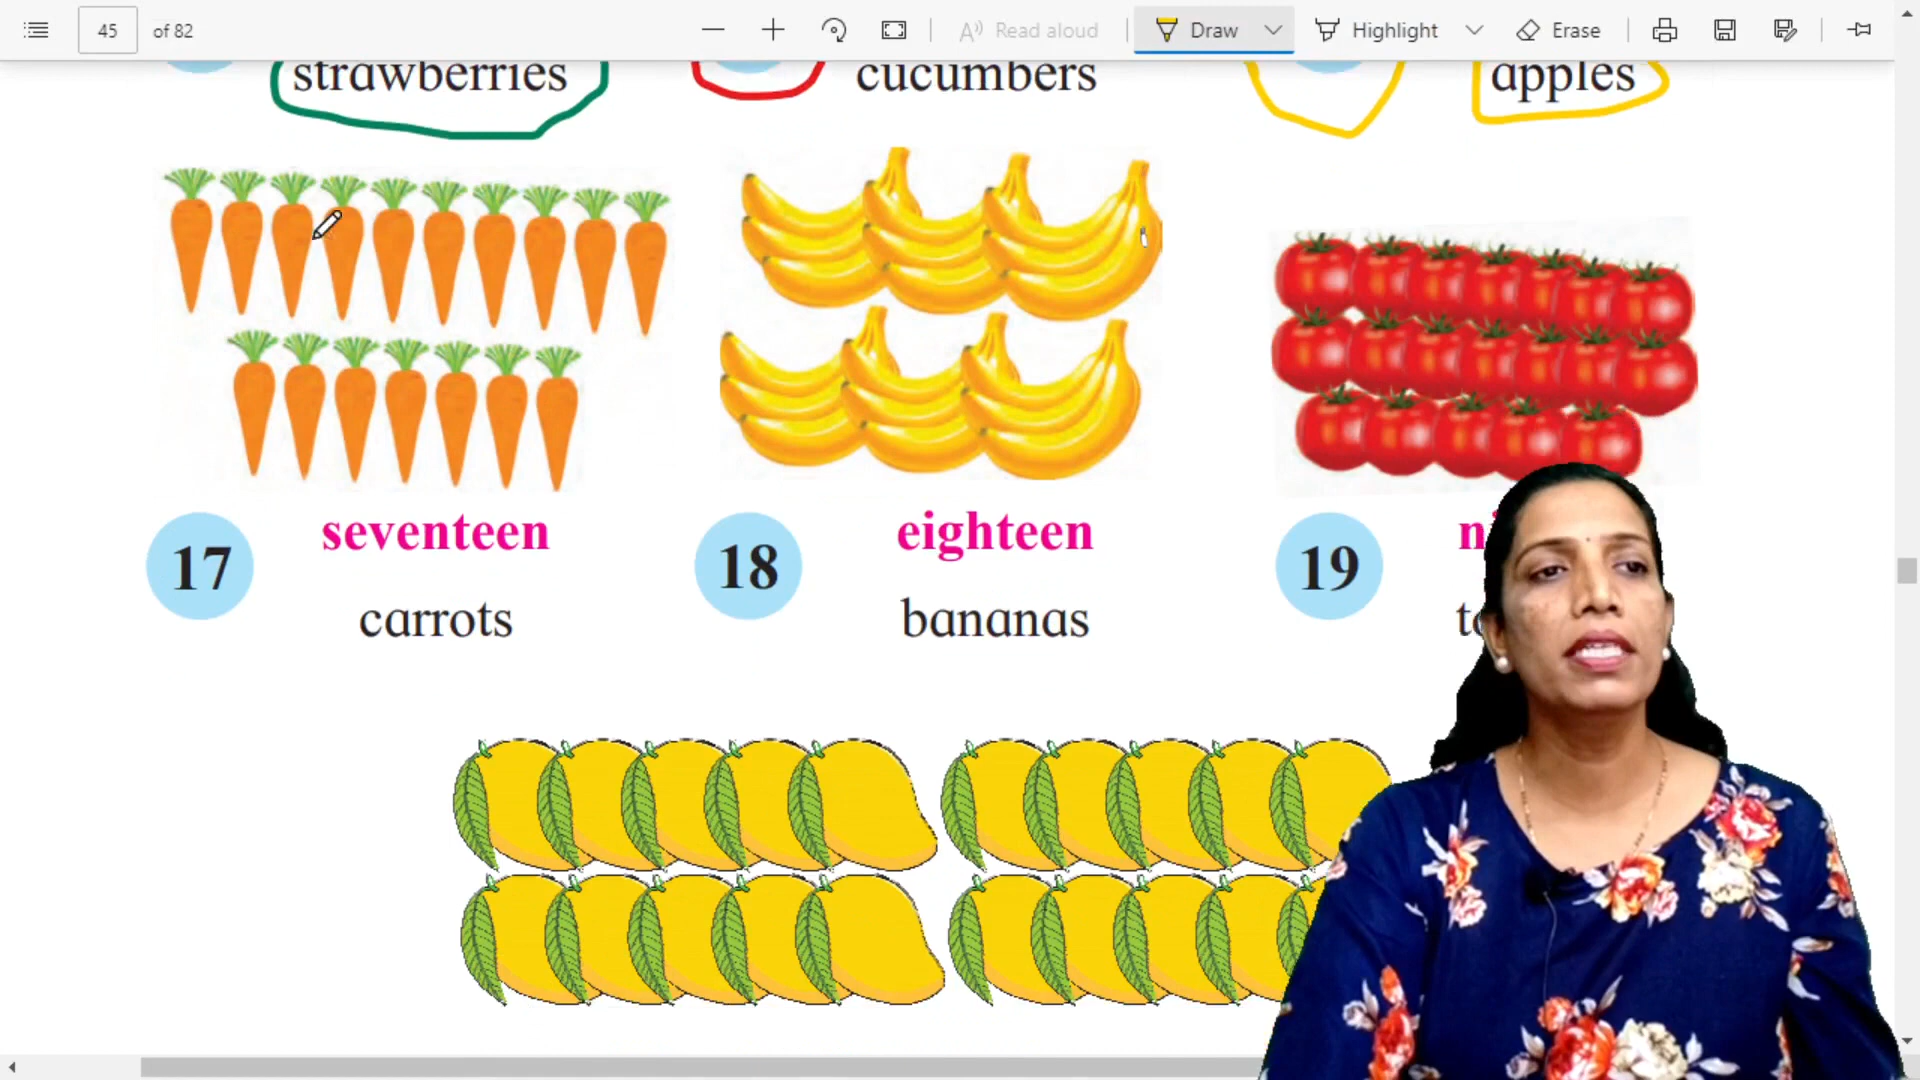 45 of 82 Read aloud Draw Highlight Erase
strawberries cucumbers apples
17 seventeen 18 eighteen 19
carrots bananas